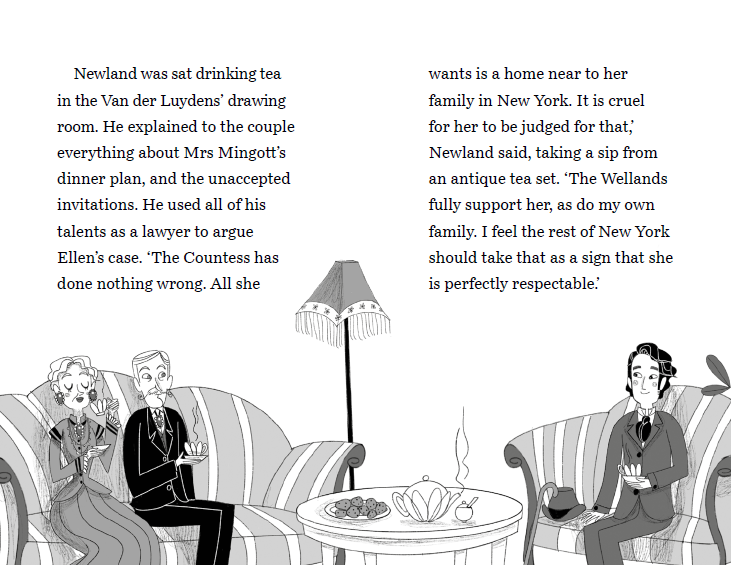 Newland was sat drinking tea
in the Van der Luydens’ drawing
room. He explained to the couple
everything about Mrs Mingott’s
dinner plan, and the unaccepted
invitations. He used all of his
talents as a lawyer to argue
Ellen’s case. ‘The Countess has
done nothing wrong. All she
wants is a home near to her
family in New York. It is cruel
for her to be judged for that,’
Newland said, taking a sip from
an antique tea set. ‘The Wellands
fully support her, as do my own
family. I feel the rest of New York
should take that as a sign that she
is perfectly respectable.’